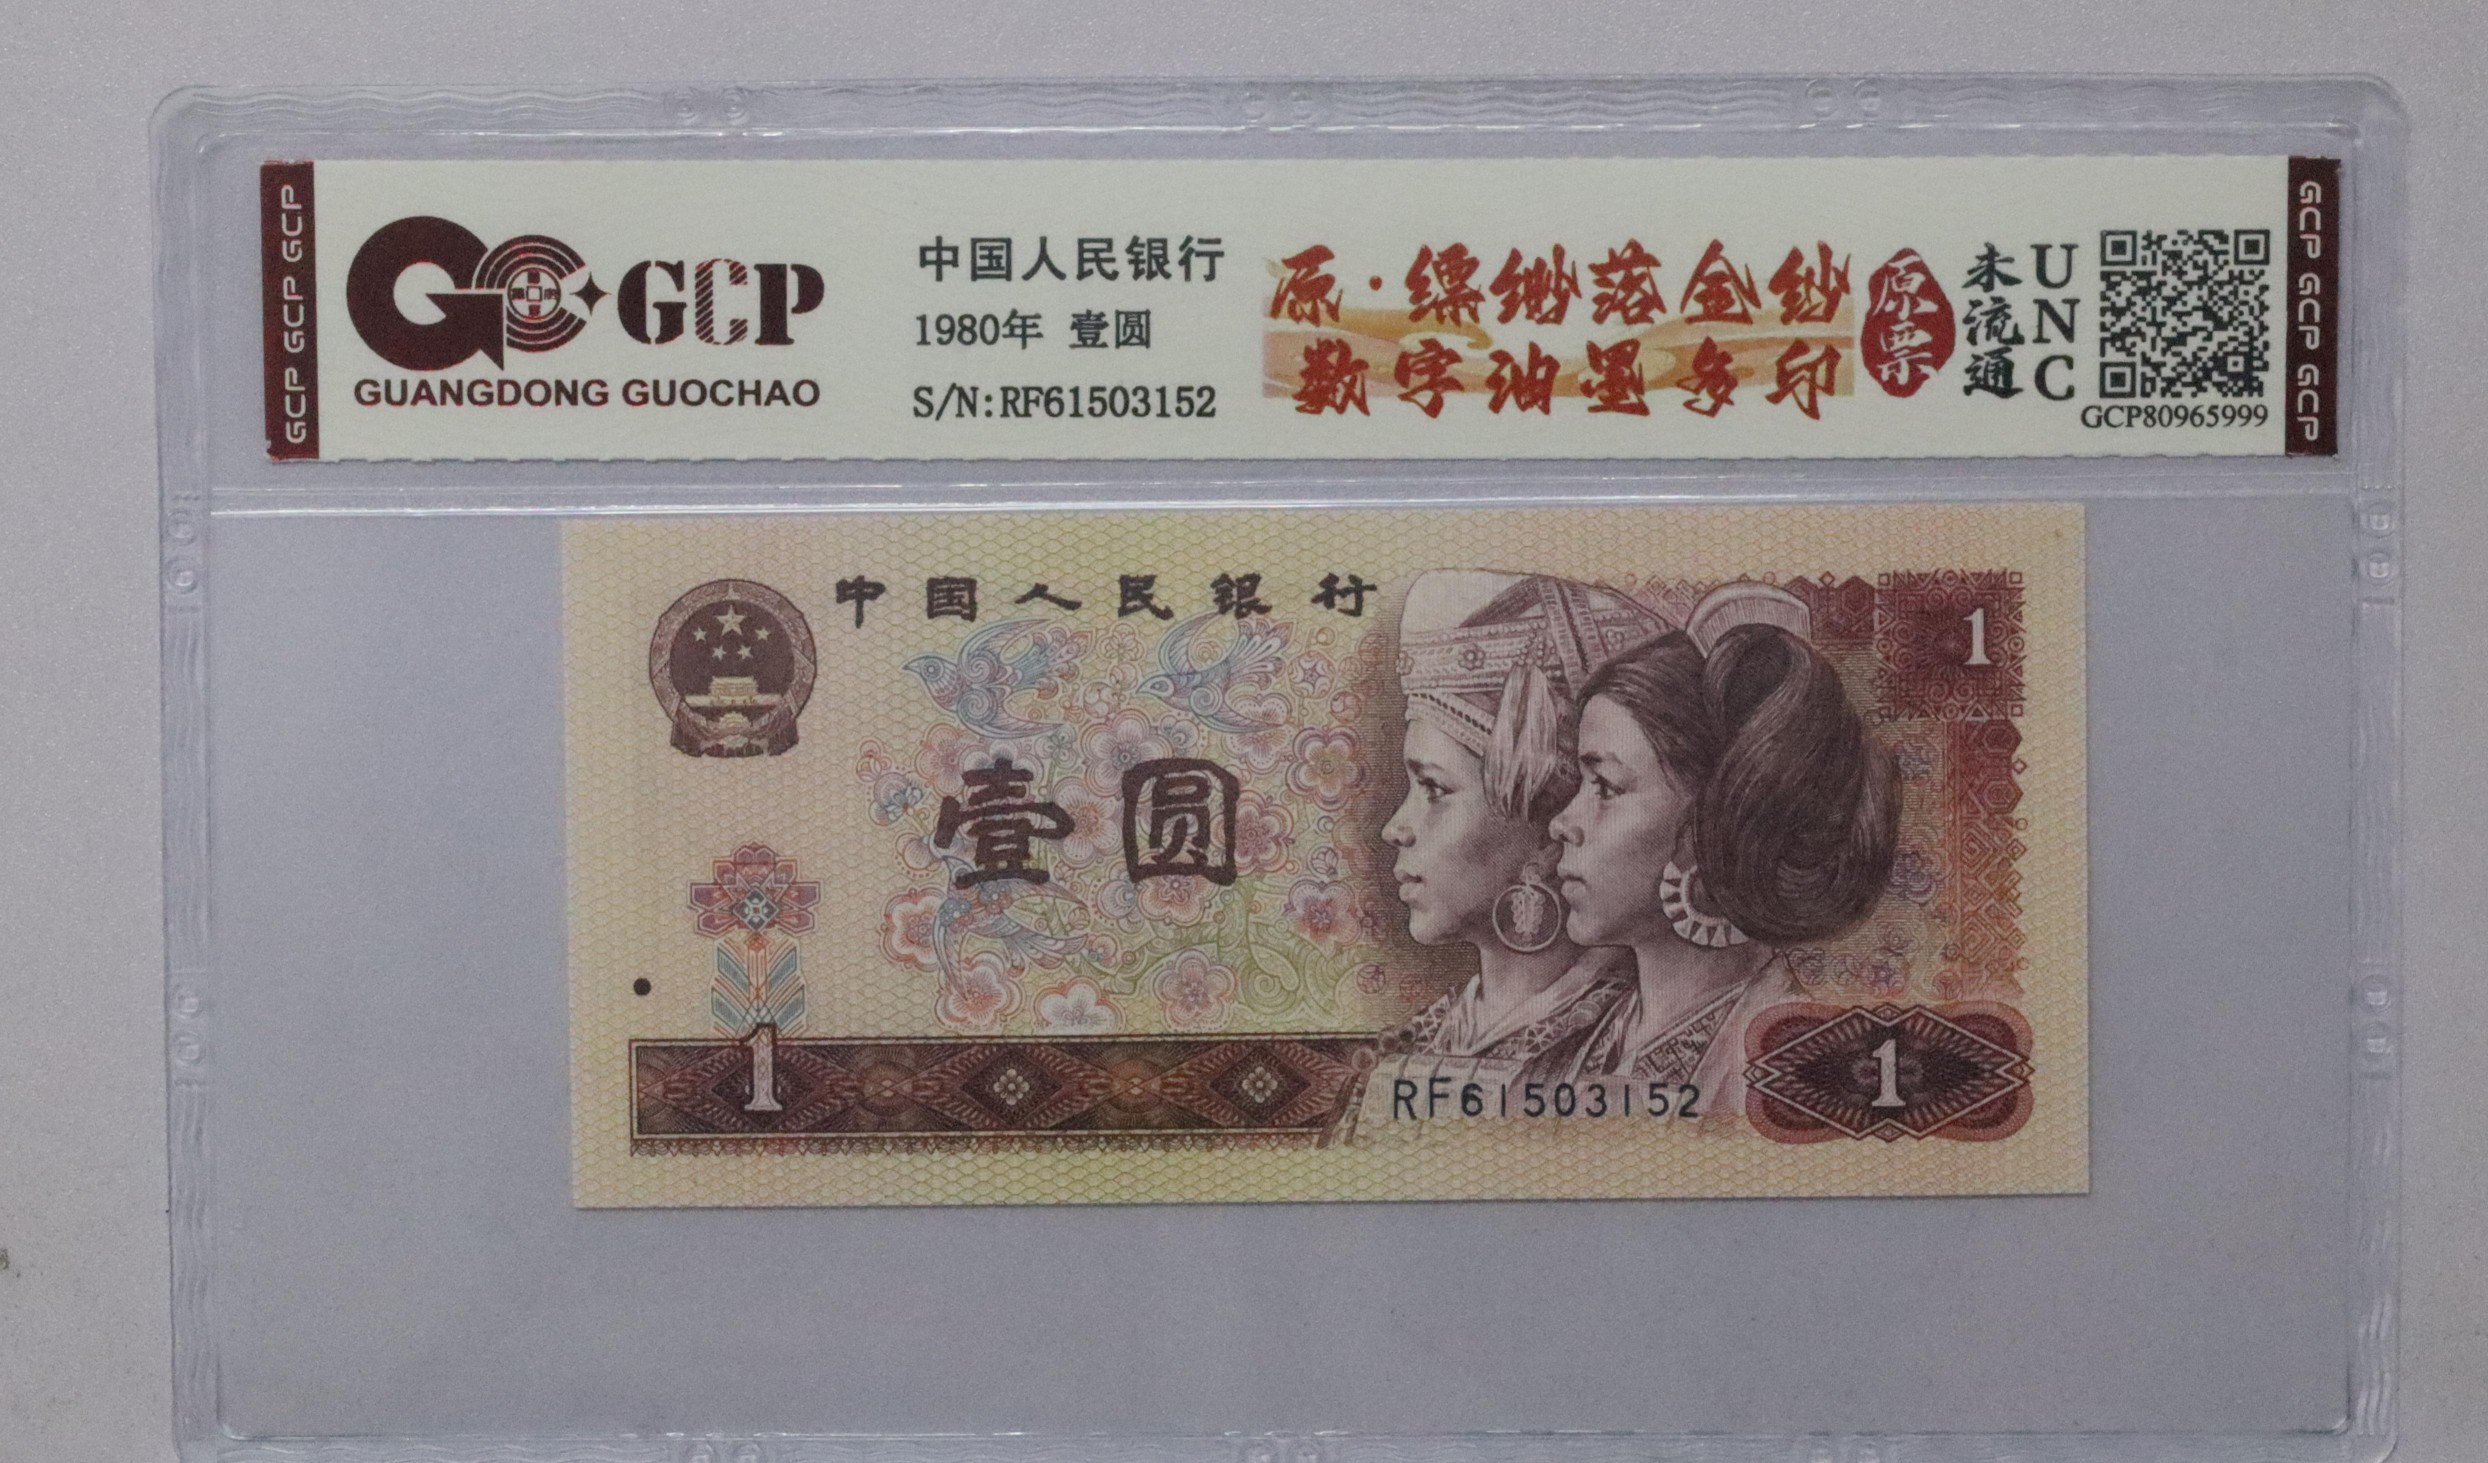 GCP GCP GCP
GCP
GUANGDONG GUOCHAO
中国人民银行
1980年 壹圆
S/N:RF61503152
原·缥缈落金纱
数字油墨多印
原票
未流通
UNC
GCP80965999
GCP GCP GCP
中国人民银行
1
壹圆
1
RF61503152
1